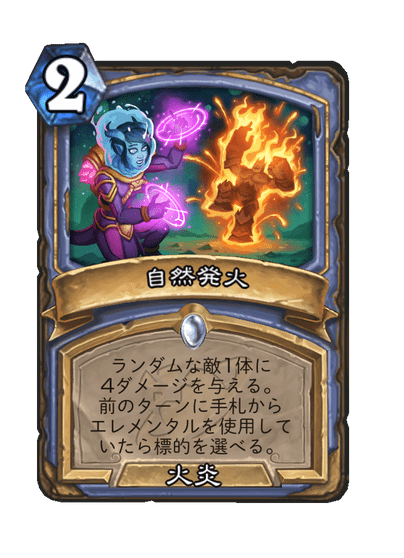 2
自然発火
ランダムな敵1体に
4ダメージを与える。
前のターンに手札から
エレメンタルを使用して
いたら標的を選べる。
火炎